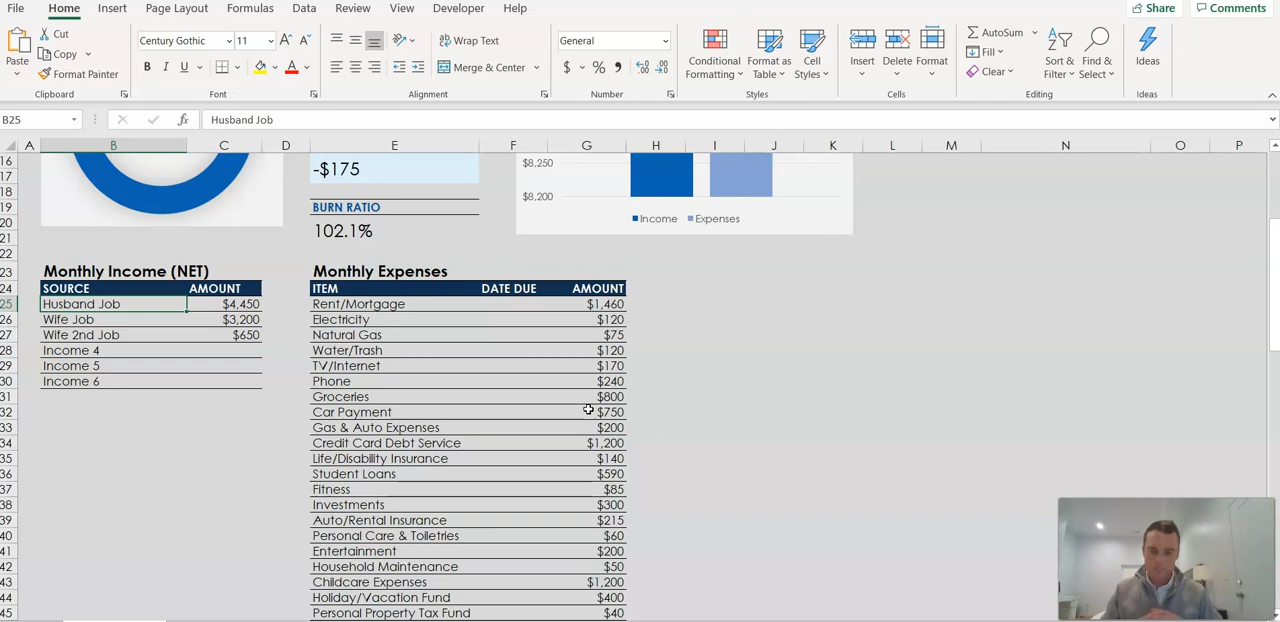 File Home Insert Page Layout Formulas Data Review View Developer Help Share Comments
Paste Cut Copy Format Painter
Century Gothic 11 A A
B I U A
Wrap Text
Merge & Center
General
$ % , .00
Conditional Formatting Format as Table Cell Styles
Insert Delete Format
AutoSum Fill Clear
Sort & Filter Find & Select
Ideas
Clipboard Font Alignment Number Styles Cells Editing Ideas
B25 fx Husband Job
A B C D E F G H I J K L M N O P
16 $8,250
17 -$175
18 $8,200
19 BURN RATIO
20 102.1% Income Expenses
21
22
23 Monthly Income (NET) Monthly Expenses
24 SOURCE AMOUNT ITEM DATE DUE AMOUNT
25 Husband Job $4,450 Rent/Mortgage $1,460
26 Wife Job $3,200 Electricity $120
27 Wife 2nd Job $650 Natural Gas $75
28 Income 4 Water/Trash $120
29 Income 5 TV/Internet $170
30 Income 6 Phone $240
31 Groceries $800
32 Car Payment $750
33 Gas & Auto Expenses $200
34 Credit Card Debt Service $1,200
35 Life/Disability Insurance $140
36 Student Loans $590
37 Fitness $85
38 Investments $300
39 Auto/Rental Insurance $215
40 Personal Care & Toiletries $60
41 Entertainment $200
42 Household Maintenance $50
43 Childcare Expenses $1,200
44 Holiday/Vacation Fund $400
45 Personal Property Tax Fund $40